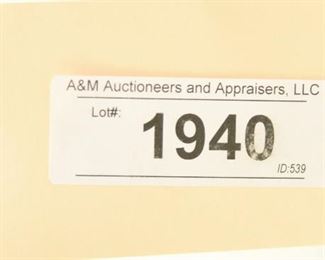 A&M Auctioneers and Appraisers, LLC
Lot#:
1940
ID:539